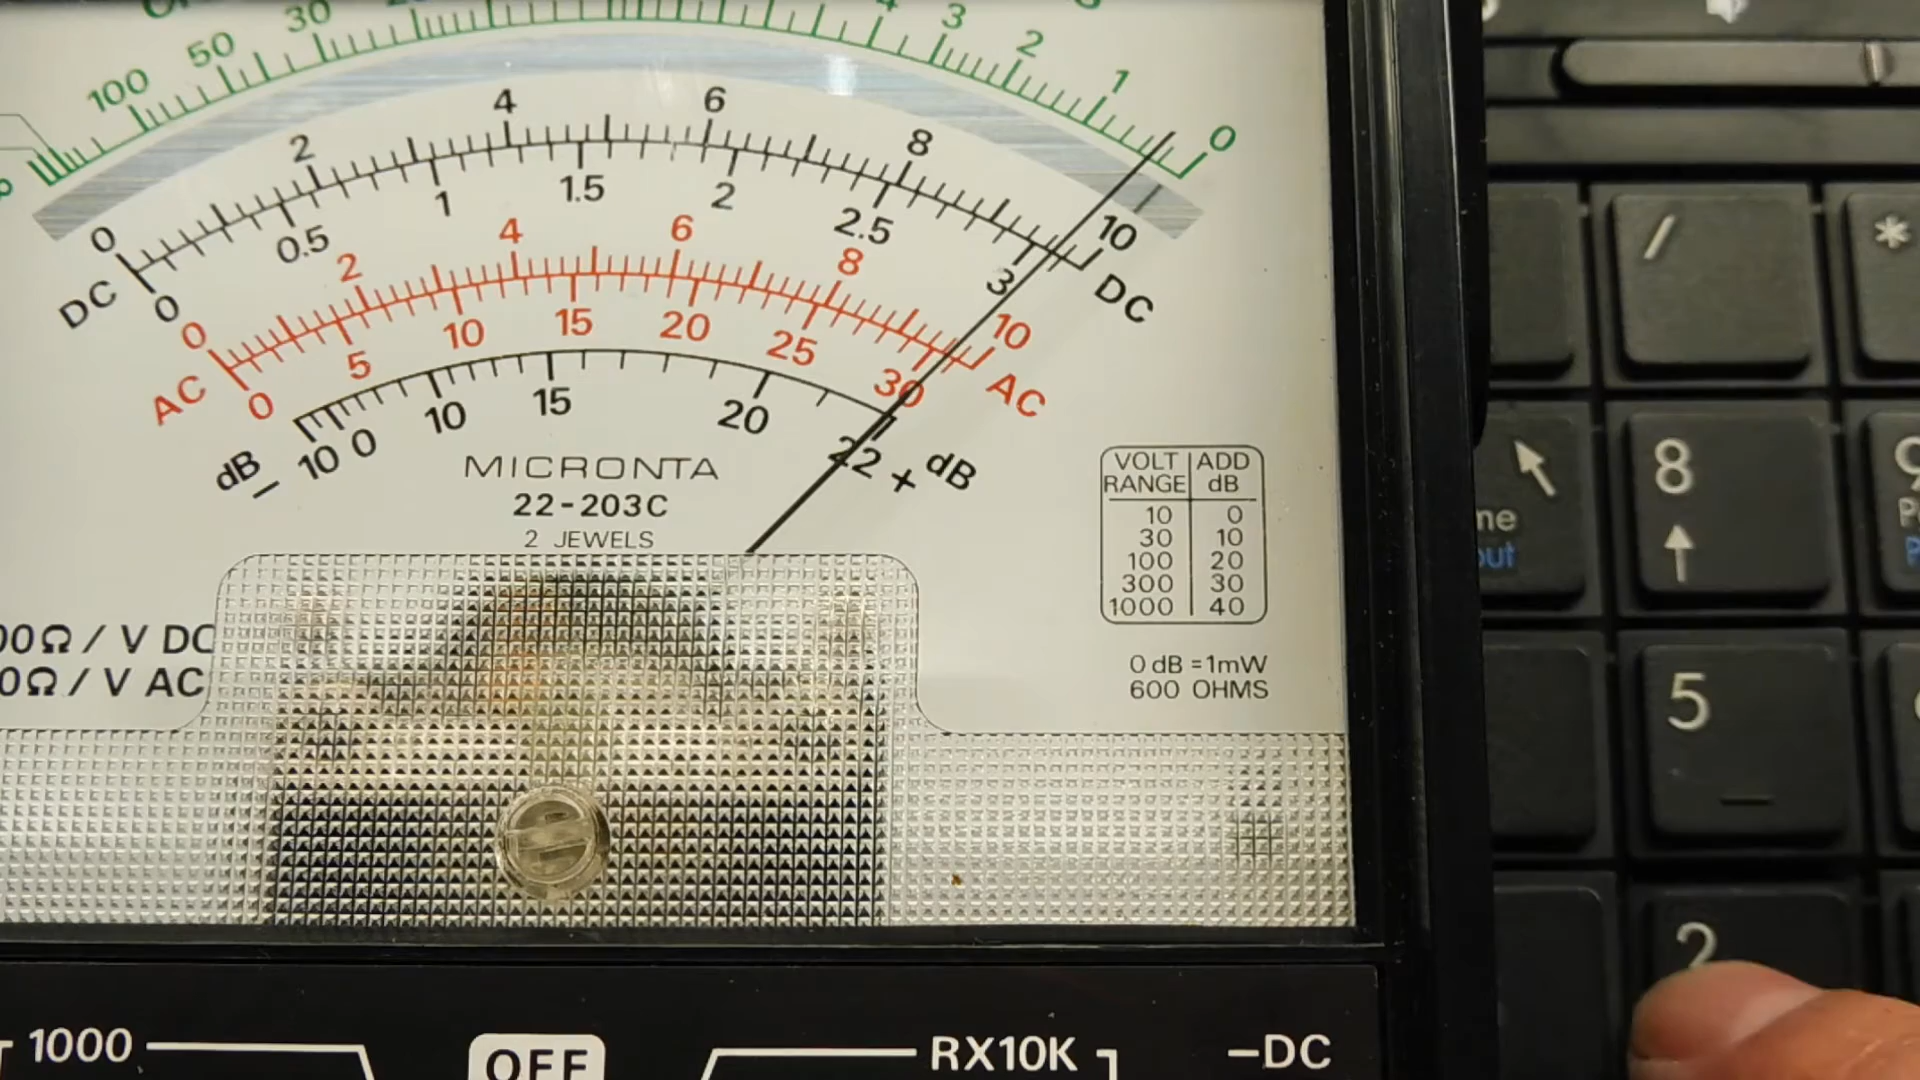 100 50 30 4 3 2 1 0
2 4 6 8 10
0 0.5 1 1.5 2 2.5 3
DC 0 DC
0 2 4 6 8 10
AC 0 5 10 15 20 25 30 AC
dB – 10 0 10 15 20 22 + dB
MICRONTA
22-203C
2 JEWELS
VOLT RANGE ADD dB
10 0
30 10
100 20
300 30
1000 40
00Ω / V DC
0Ω / V AC
0 dB = 1mW
600 OHMS
1000 OFF RX10K –DC
/ *
8
5
2